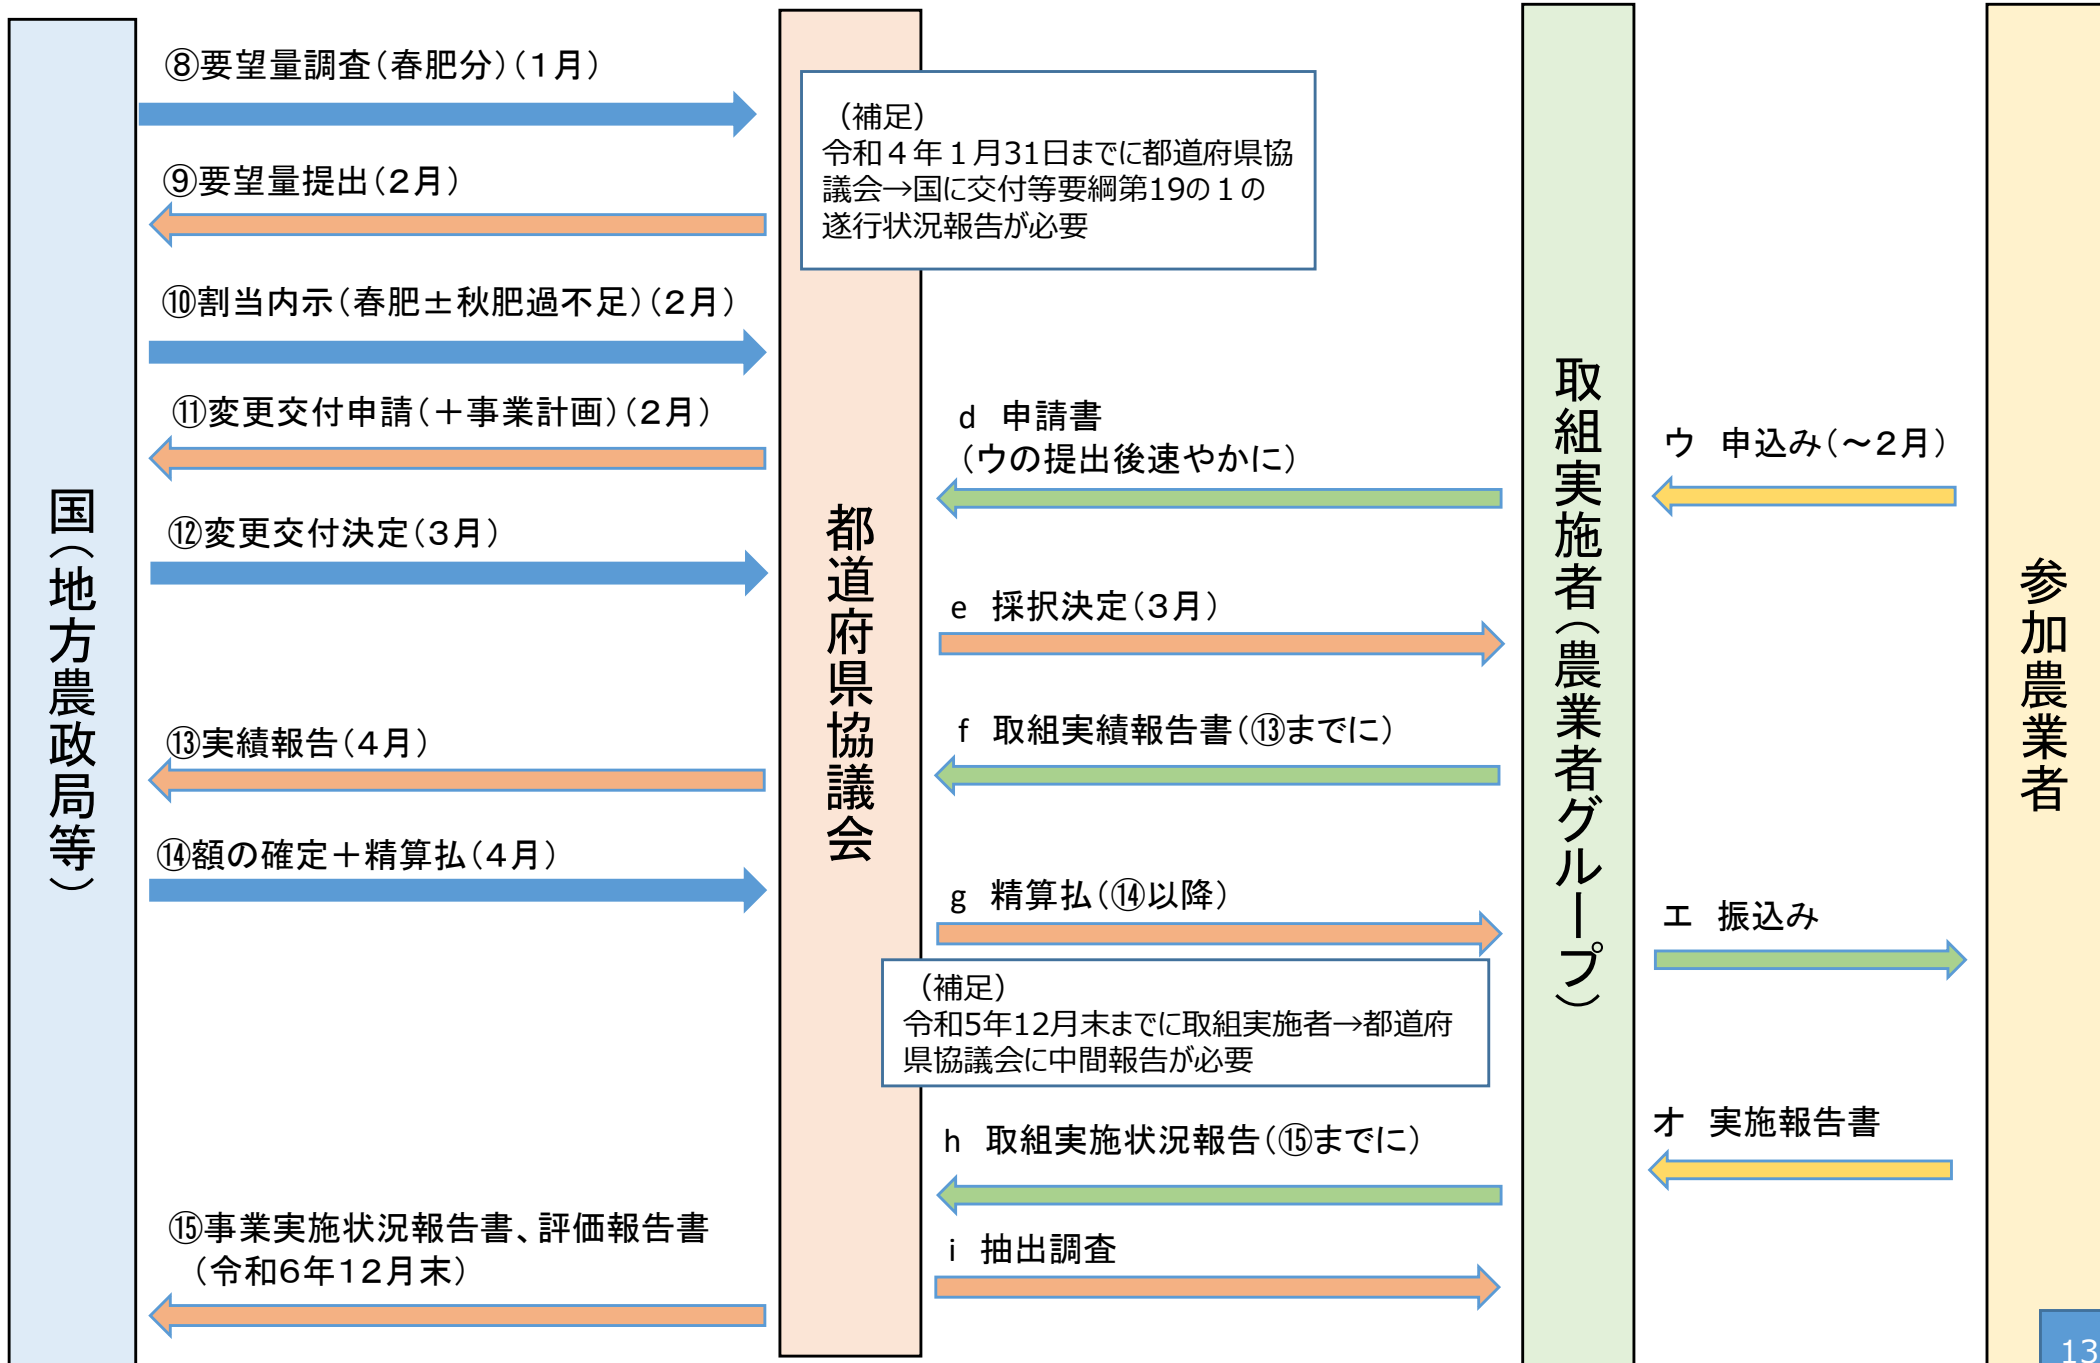 国（地方農政局等）
⑧要望量調査（春肥分）（１月）
⑨要望量提出（２月）
⑩割当内示（春肥±秋肥過不足）（２月）
⑪変更交付申請（＋事業計画）（２月）
⑫変更交付決定（３月）
⑬実績報告（４月）
⑭額の確定＋精算払（４月）
⑮事業実施状況報告書、評価報告書
（令和６年１２月末）
都道府県協議会
（補足）
令和４年１月31日までに都道府県協
議会→国に交付等要綱第19の１の
遂行状況報告が必要
d　申請書
（ウの提出後速やかに）
e　採択決定（３月）
f　取組実績報告書（⑬までに）
g　精算払（⑭以降）
（補足）
令和5年12月末までに取組実施者→都道府
県協議会に中間報告が必要
h　取組実施状況報告（⑮までに）
i　抽出調査
取組実施者（農業者グループ）
ウ　申込み（～２月）
エ　振込み
オ　実施報告書
参加農業者
13